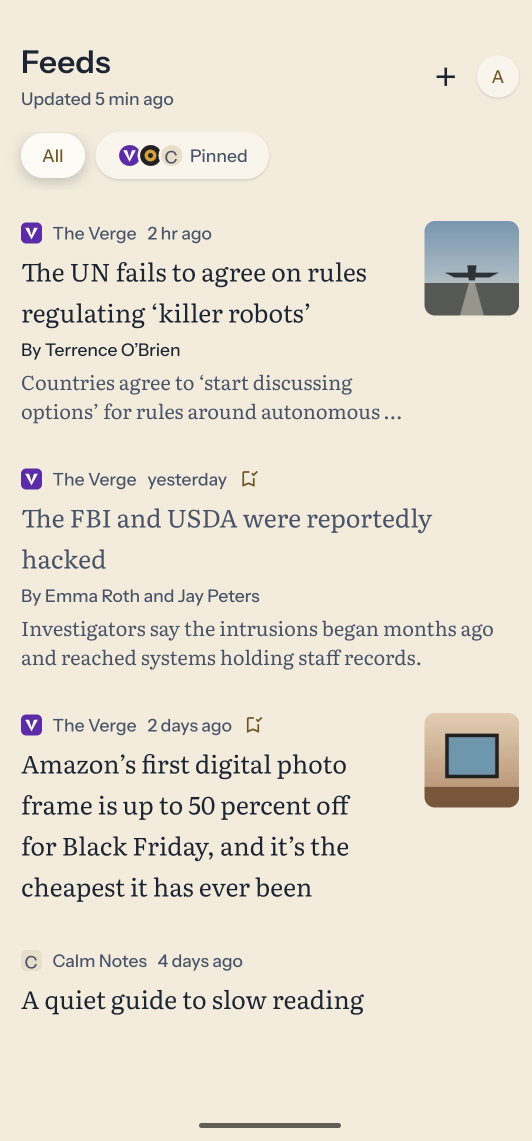 Feeds
Updated 5 min ago
A
All
C Pinned
The Verge 2 hr ago
The UN fails to agree on rules
regulating ‘killer robots’
By Terrence O’Brien
Countries agree to ‘start discussing
options’ for rules around autonomous …
The Verge yesterday
The FBI and USDA were reportedly
hacked
By Emma Roth and Jay Peters
Investigators say the intrusions began months ago
and reached systems holding staff records.
The Verge 2 days ago
Amazon’s first digital photo
frame is up to 50 percent off
for Black Friday, and it’s the
cheapest it has ever been
C Calm Notes 4 days ago
A quiet guide to slow reading